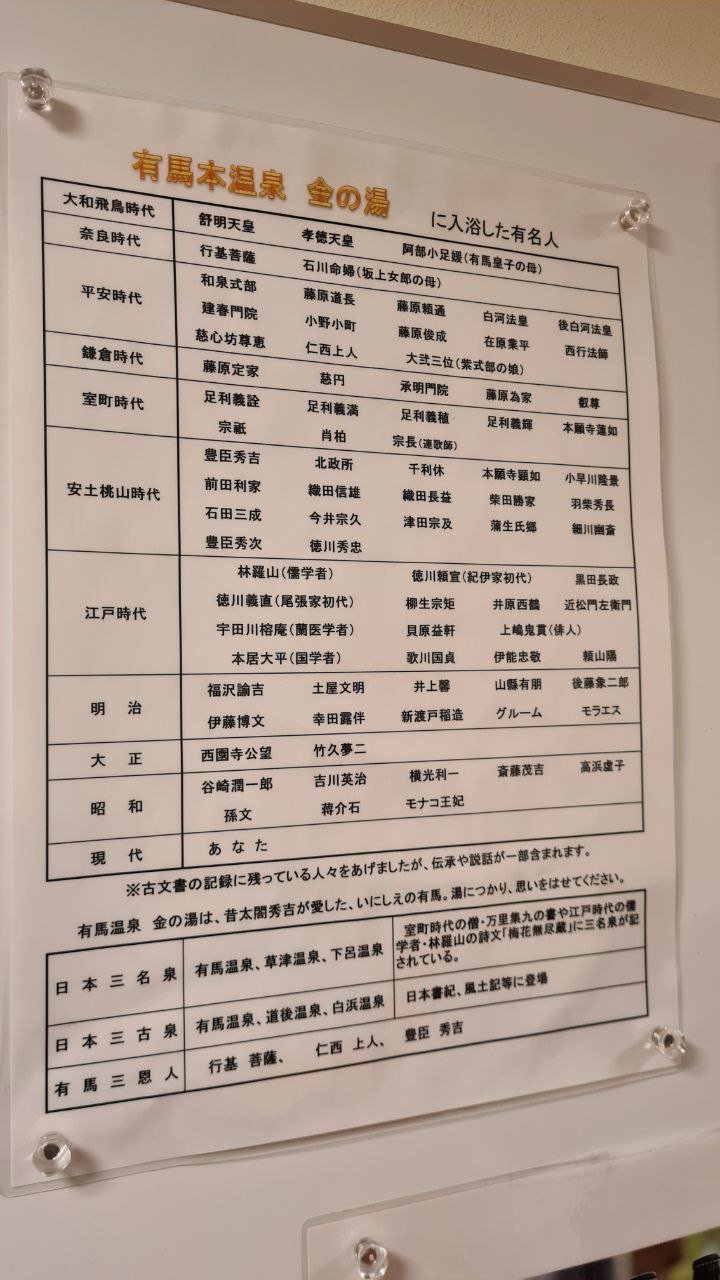 有馬本温泉 金の湯 に入浴した有名人
大和飛鳥時代 舒明天皇 孝徳天皇 阿部小足媛(有馬皇子の母)
奈良時代 行基菩薩 石川命婦(坂上女郎の母)
平安時代 和泉式部 藤原道長 藤原頼通 白河法皇 後白河法皇
建春門院 小野小町 藤原俊成 在原業平 西行法師
慈心坊尊恵 仁西上人 大弐三位(紫式部の娘)
鎌倉時代 藤原定家 慈円 承明門院 藤原為家 叡尊
室町時代 足利義詮 足利義満 足利義稙 足利義輝 本願寺蓮如
宗祇 肖柏 宗長(連歌師)
安土桃山時代 豊臣秀吉 北政所 千利休 本願寺顕如 小早川隆景
前田利家 織田信雄 織田長益 柴田勝家 羽柴秀長
石田三成 今井宗久 津田宗及 蒲生氏郷 細川幽斎
豊臣秀次 徳川秀忠
江戸時代 林羅山(儒学者) 徳川頼宣(紀伊家初代) 黒田長政
徳川義直(尾張家初代) 柳生宗矩 井原西鶴 近松門左衛門
宇田川榕庵(蘭医学者) 貝原益軒 上嶋鬼貫(俳人)
本居大平(国学者) 歌川国貞 伊能忠敬 頼山陽
明治 福沢諭吉 土屋文明 井上馨 山縣有朋 後藤象二郎
伊藤博文 幸田露伴 新渡戸稲造 グルーム モラエス
大正 西園寺公望 竹久夢二
昭和 谷崎潤一郎 吉川英治 横光利一 斎藤茂吉 高浜虚子
孫文 蒋介石 モナコ王妃
現代 あなた
※古文書の記録に残っている人々をあげましたが、伝承や説話が一部含まれます。
有馬温泉 金の湯は、昔太閤秀吉が愛した、いにしえの有馬。湯につかり、思いをはせてください。
日本三名泉 有馬温泉、草津温泉、下呂温泉 室町時代の僧・万里集九の書や江戸時代の儒
学者・林羅山の詩文「梅花無尽蔵」に三名泉が記
されている。
日本三古泉 有馬温泉、道後温泉、白浜温泉 日本書紀、風土記等に登場
有馬三恩人 行基 菩薩、 仁西 上人、 豊臣 秀吉